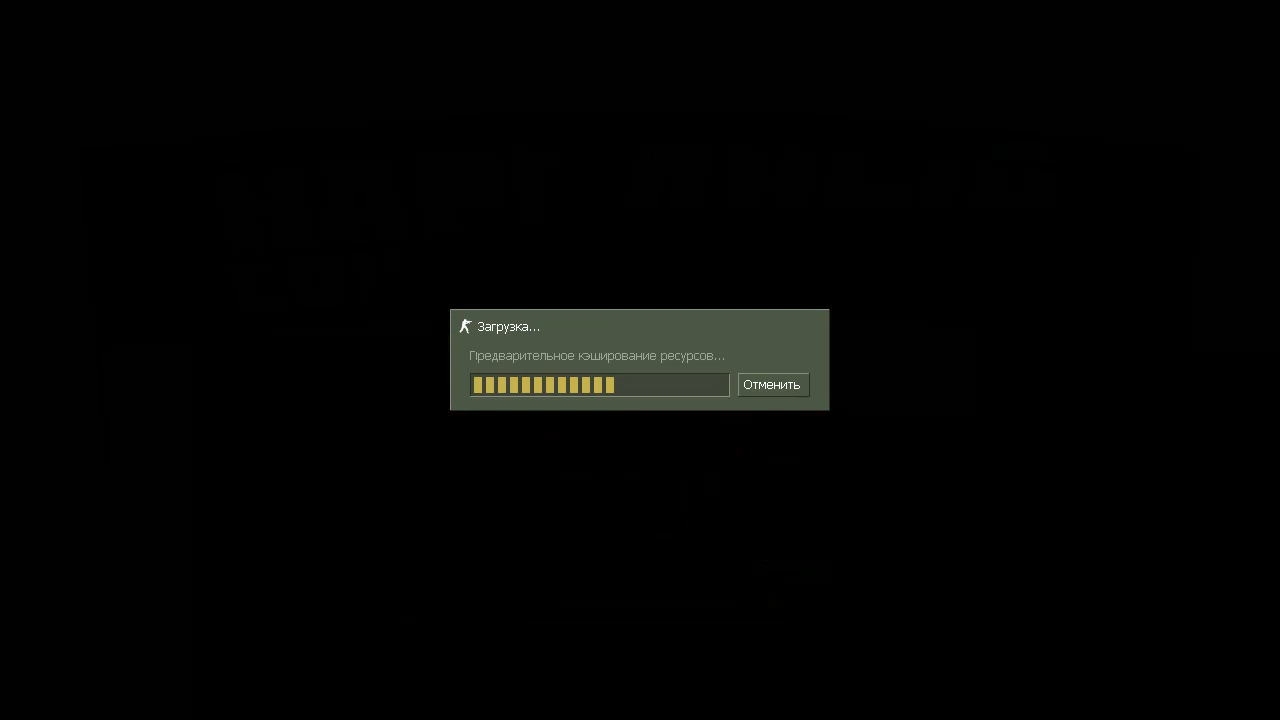 Загрузка...
Предварительное кэширование ресурсов...
Отменить